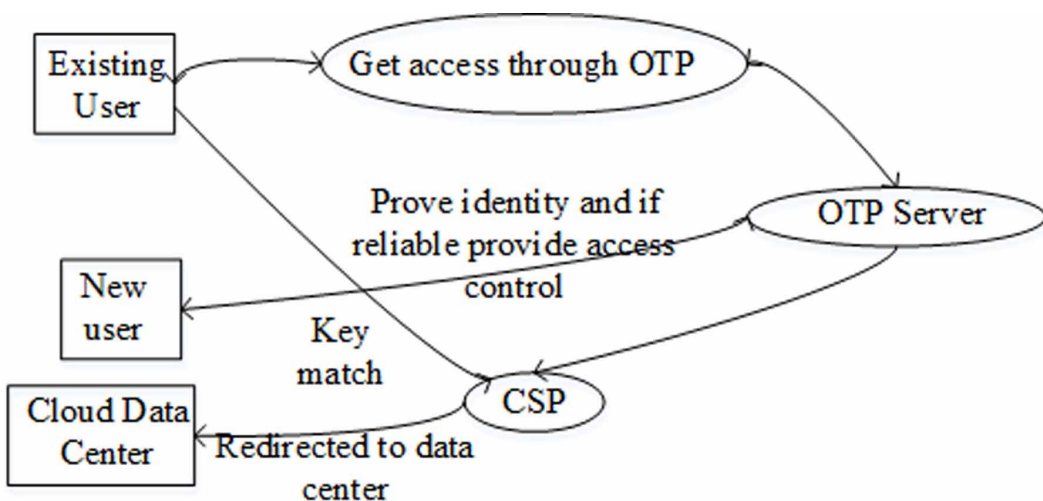 Existing
User
Get access through OTP
OTP Server
Prove identity and if
reliable provide access
control
New
user
Key
match
CSP
Cloud Data
Center
Redirected to data
center